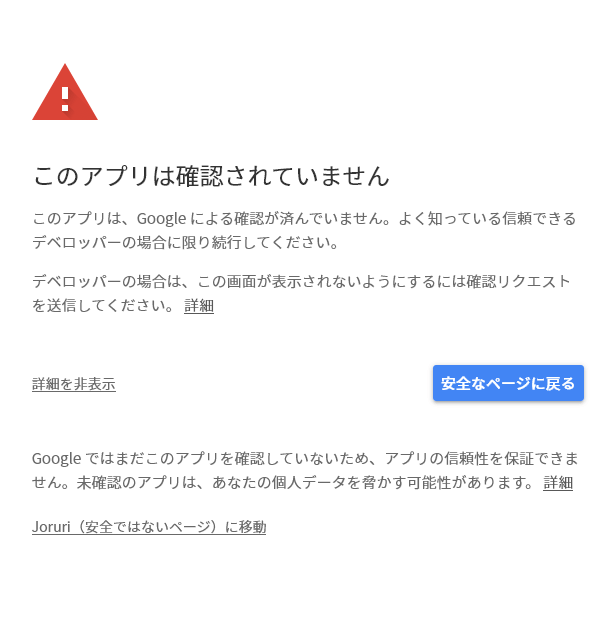 このアプリは確認されていません
このアプリは、Google による確認が済んでいません。よく知っている信頼できる
デベロッパーの場合に限り続行してください。
デベロッパーの場合は、この画面が表示されないようにするには確認リクエスト
を送信してください。 詳細
詳細を非表示
安全なページに戻る
Google ではまだこのアプリを確認していないため、アプリの信頼性を保証できま
せん。未確認のアプリは、あなたの個人データを脅かす可能性があります。 詳細
Joruri（安全ではないページ）に移動